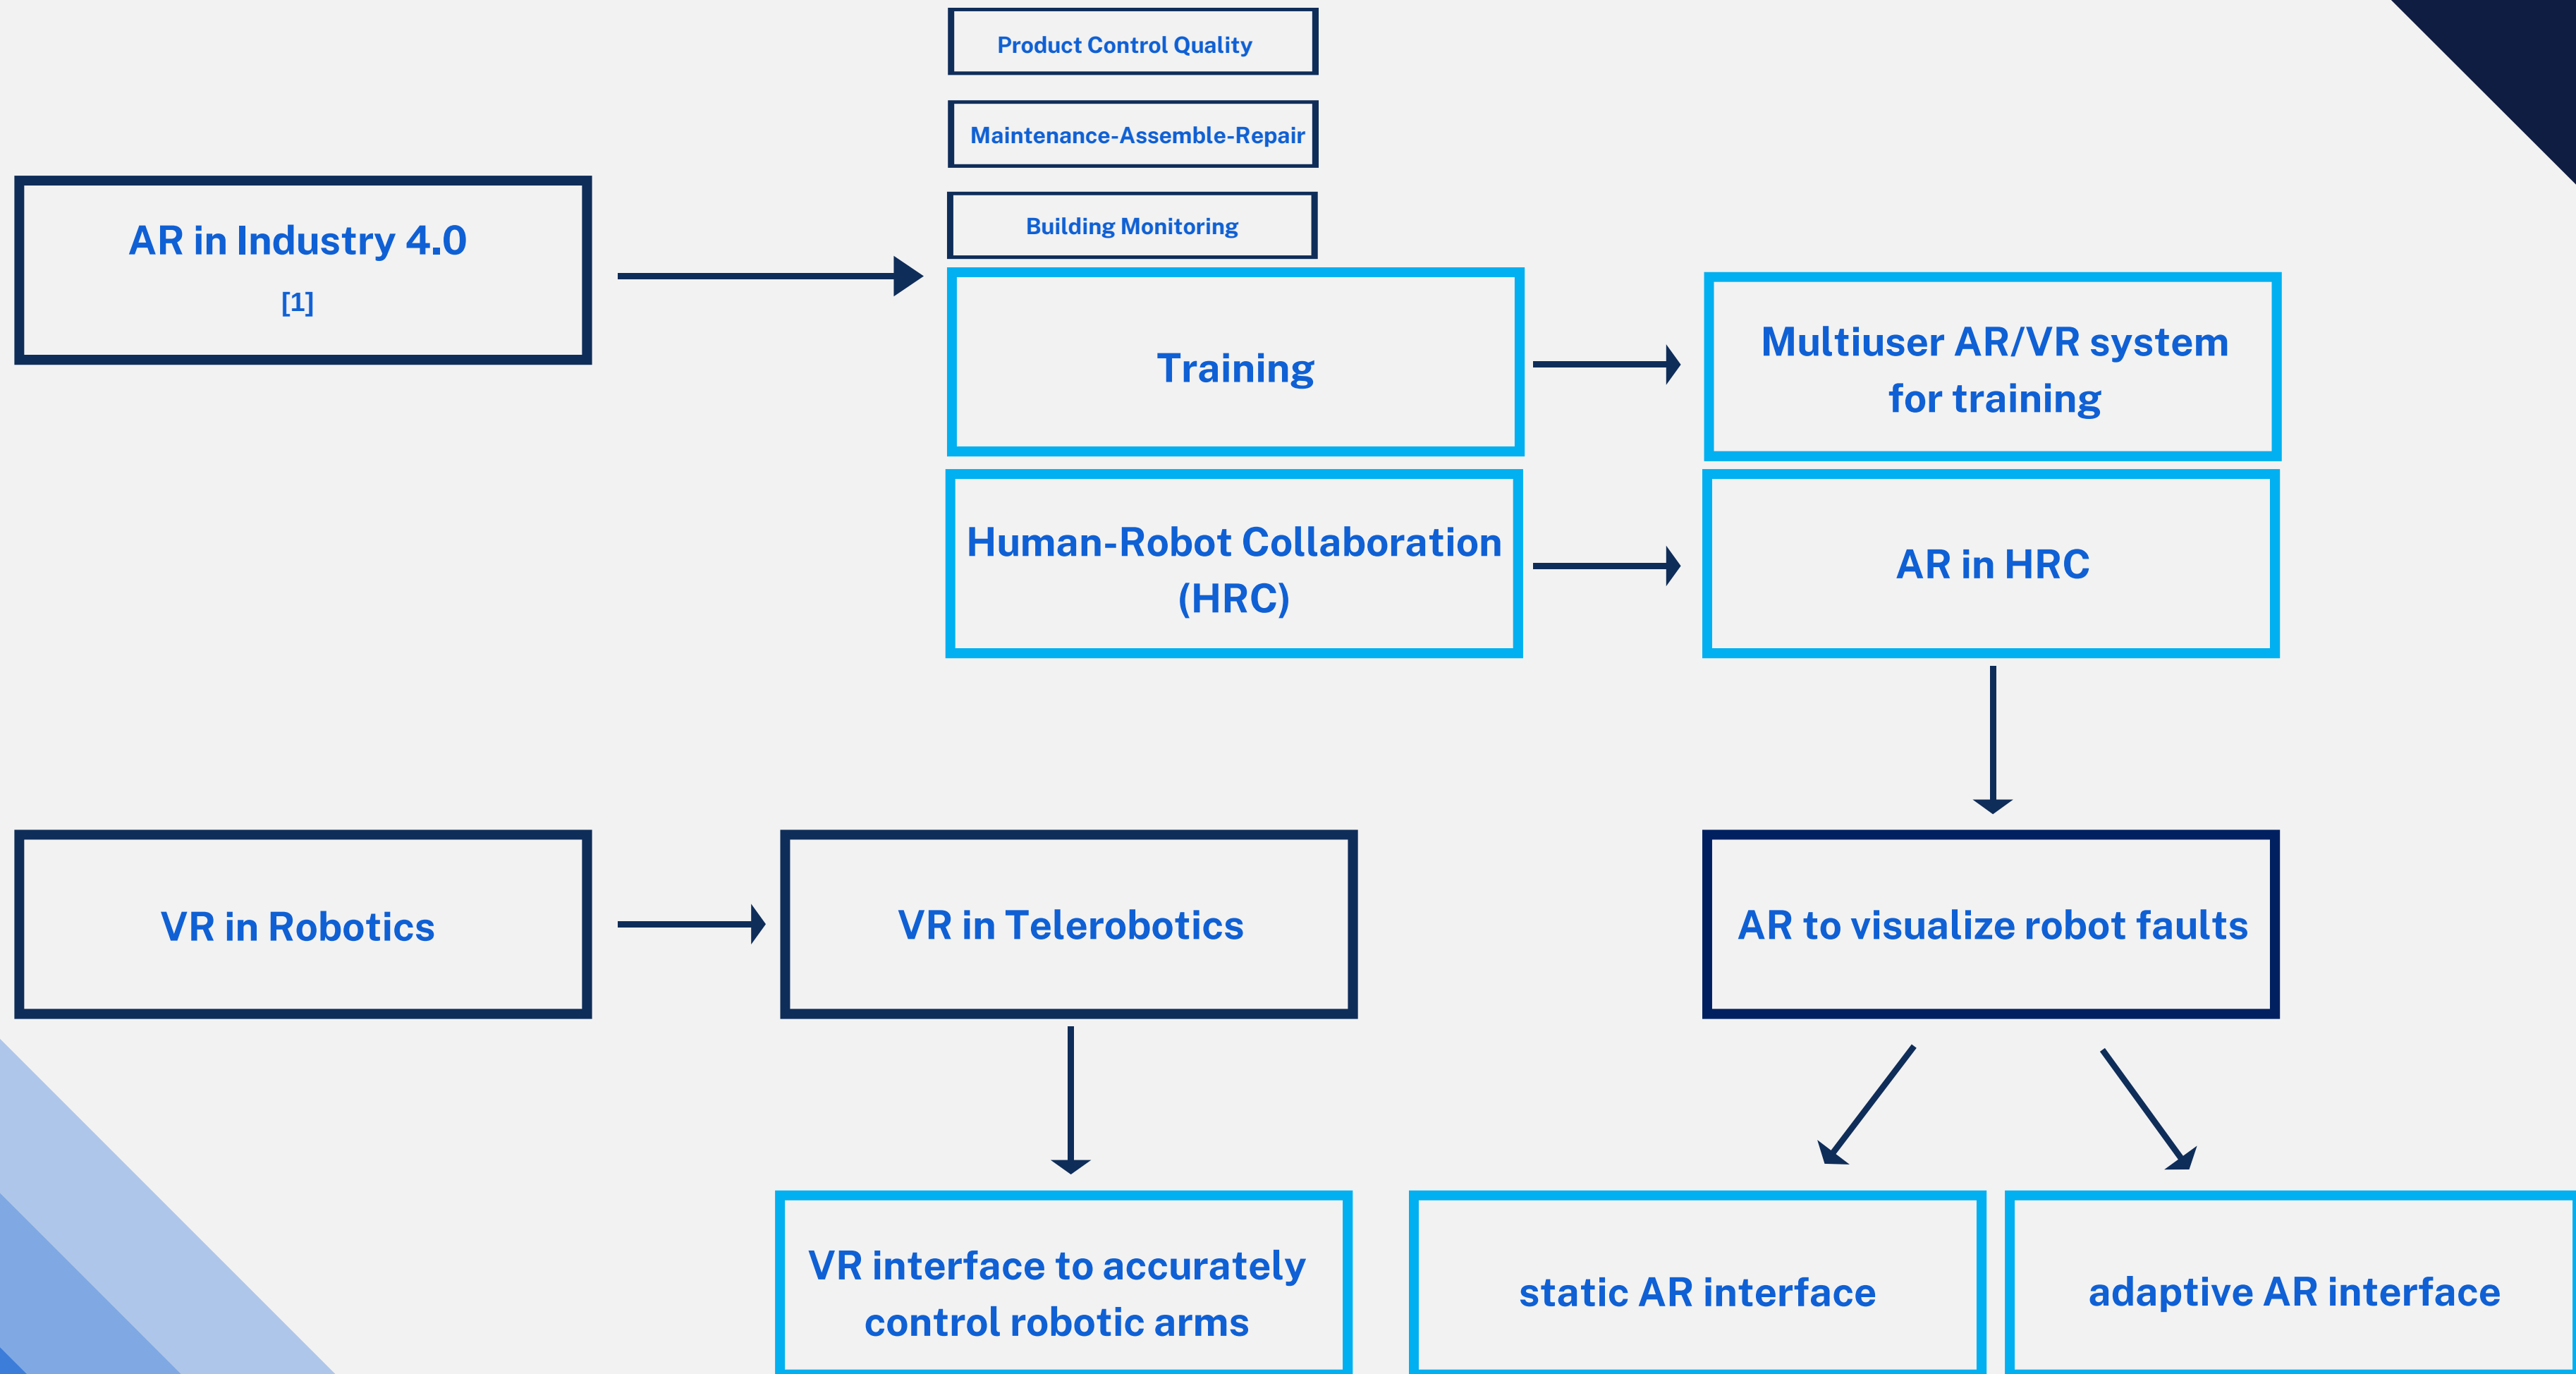 Product Control Quality
Maintenance-Assemble-Repair
Building Monitoring
AR in Industry 4.0
[1]
Training
Multiuser AR/VR system
for training
Human-Robot Collaboration
(HRC)
AR in HRC
VR in Robotics
VR in Telerobotics
AR to visualize robot faults
VR interface to accurately
control robotic arms
static AR interface
adaptive AR interface